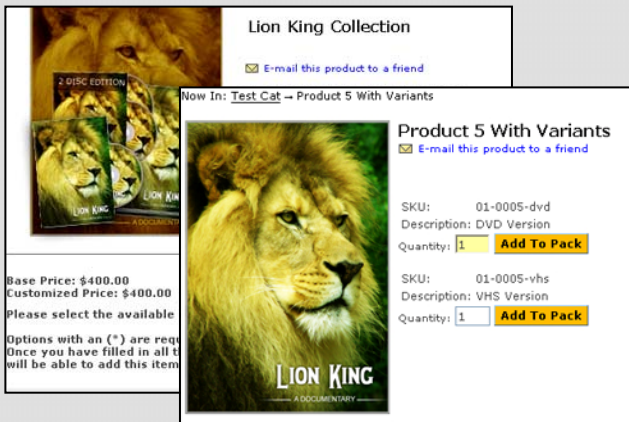 Lion King Collection
E-mail this product to a friend
2 DISC EDITION
LION KING
LION KING
A DOCUMENTA
Base Price: $400.00
Customized Price: $400.00
Please select the available
Options with an (*) are requ
Once you have filled in all t
will be able to add this item
Now In: Test Cat → Product 5 With Variants
Product 5 With Variants
E-mail this product to a friend
SKU: 01-0005-dvd
Description: DVD Version
Quantity: 1 Add To Pack
SKU: 01-0005-vhs
Description: VHS Version
Quantity: 1 Add To Pack
LION KING
A DOCUMENTARY